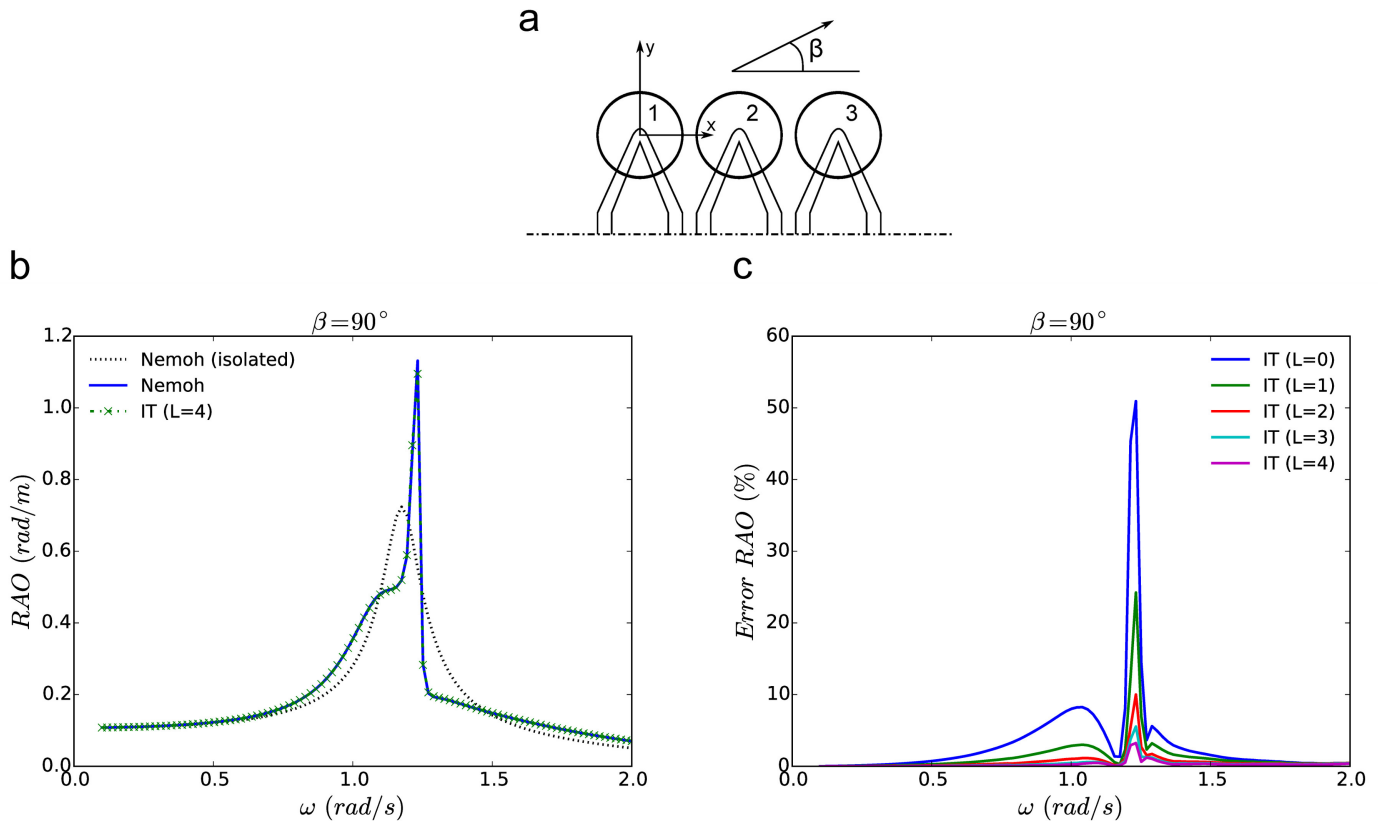 a
y
β
1
x
2
3
b
β=90°
1.2
1.0
0.8
0.6
0.4
0.2
0.0
RAO (rad/m)
Nemoh (isolated)
Nemoh
IT (L=4)
0.0 0.5 1.0 1.5 2.0
ω (rad/s)
c
β=90°
60
50
40
30
20
10
0
Error RAO (%)
IT (L=0)
IT (L=1)
IT (L=2)
IT (L=3)
IT (L=4)
0.0 0.5 1.0 1.5 2.0
ω (rad/s)